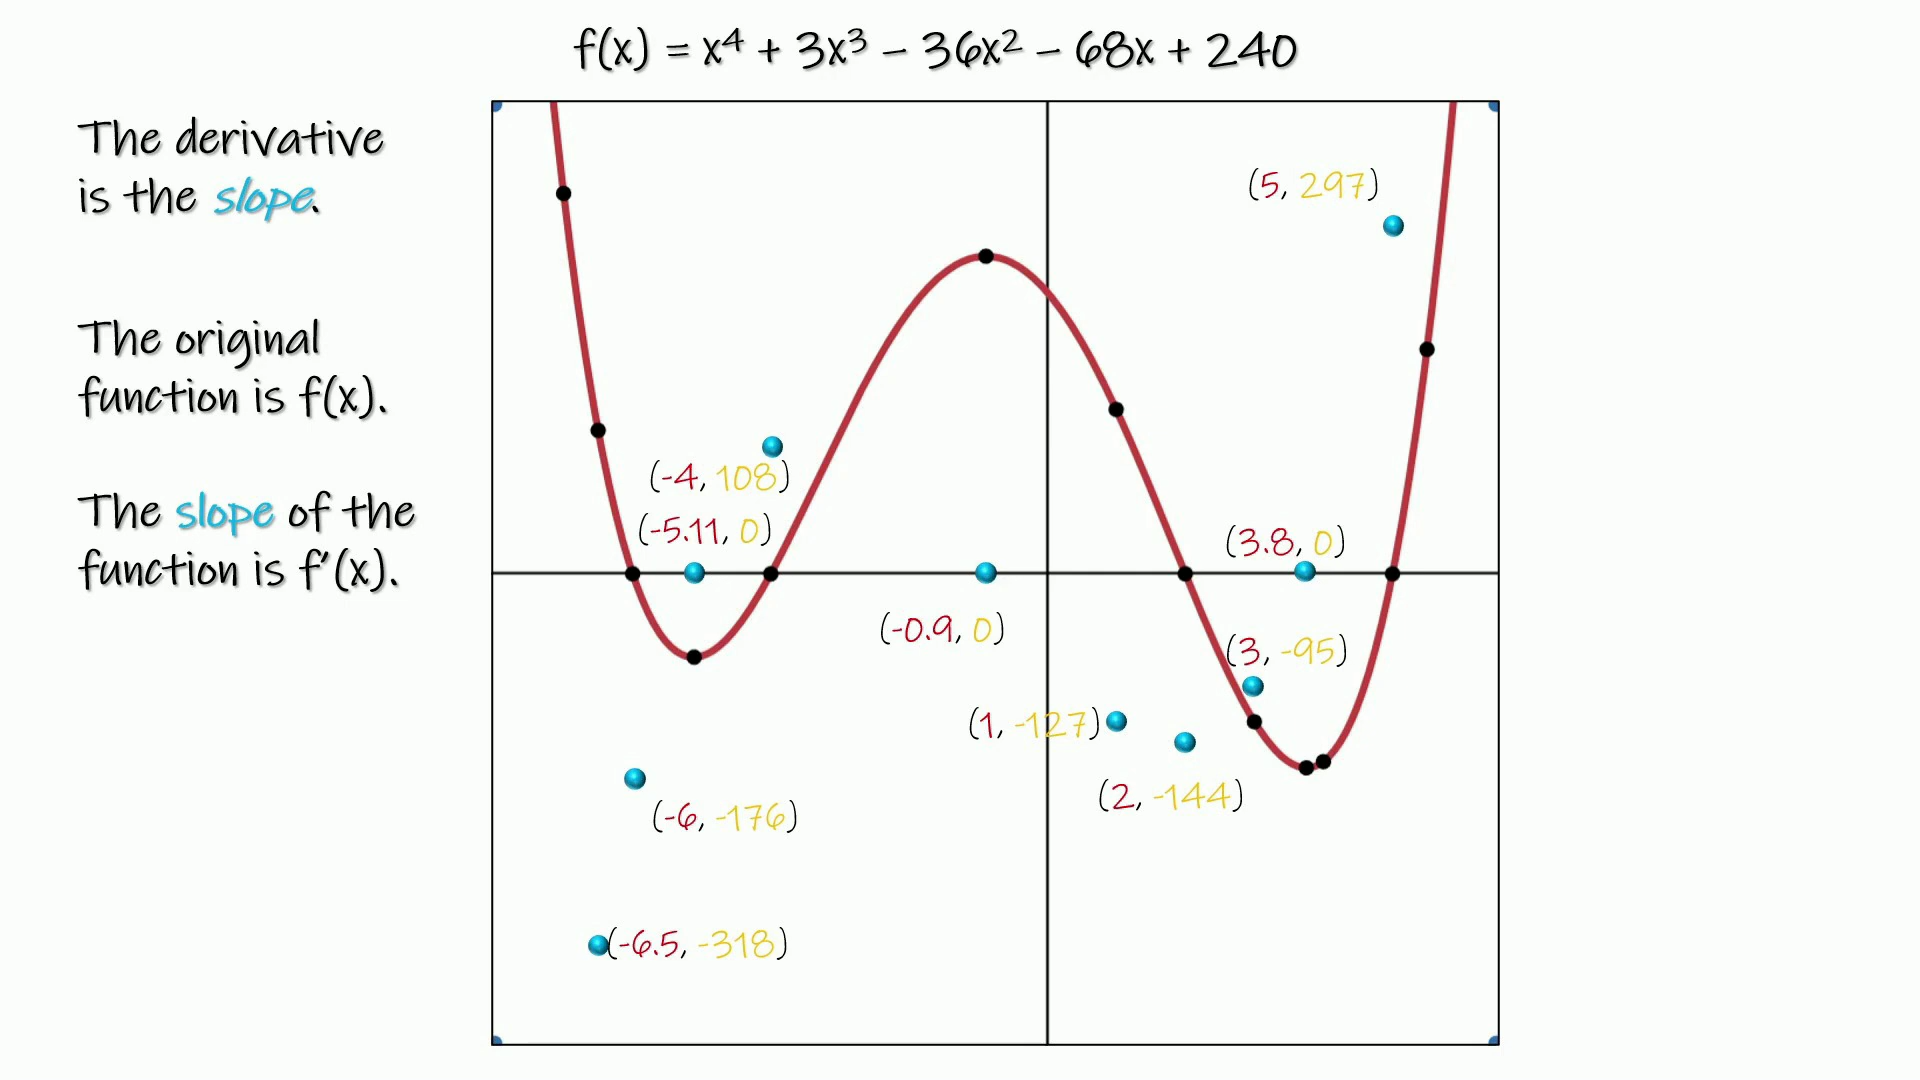 f(x) = x⁴ + 3x³ – 36x² – 68x + 240
The derivative
is the slope.
The original
function is f(x).
The slope of the
function is f′(x).
(5, 297)
(-4, 108)
(-5.11, 0)
(3.8, 0)
(-0.9, 0)
(3, -95)
(1, -127)
(2, -144)
(-6, -176)
(-6.5, -318)